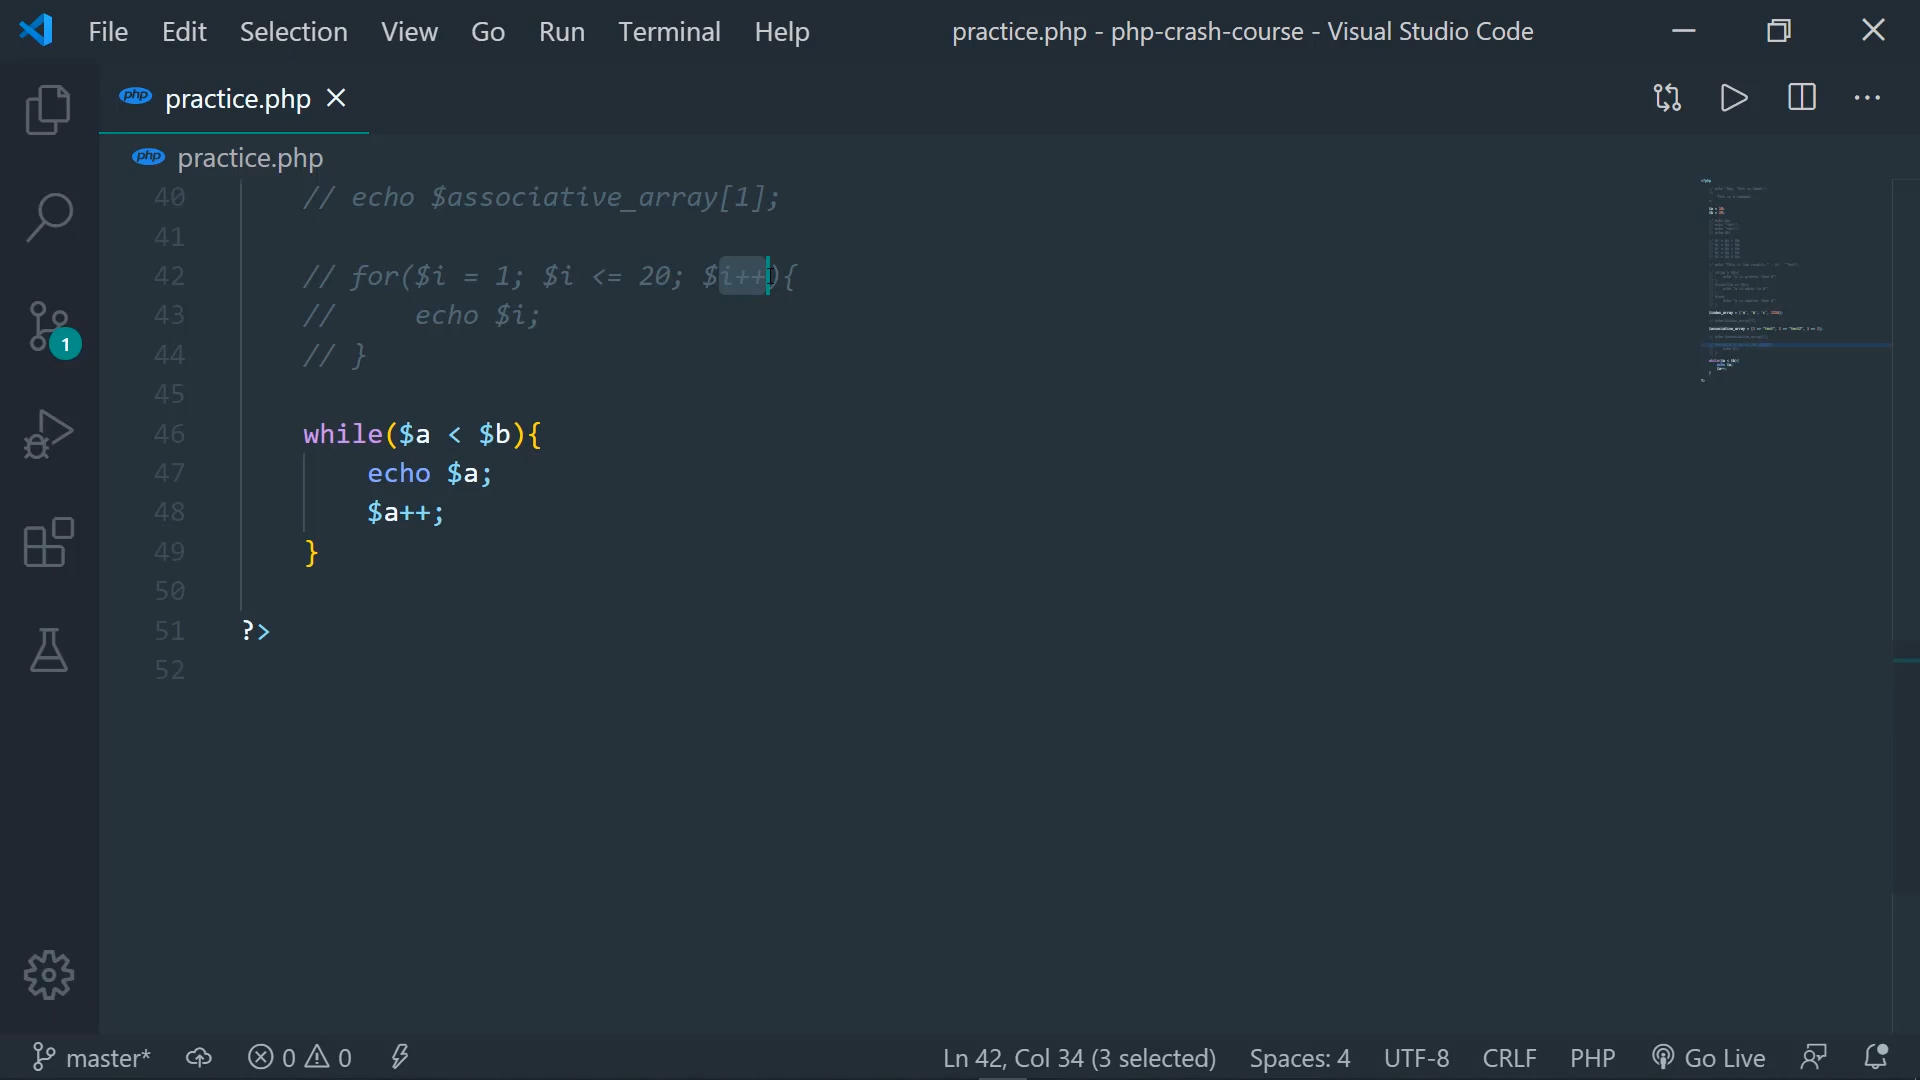 File Edit Selection View Go Run Terminal Help practice.php - php-crash-course - Visual Studio Code
php practice.php
php practice.php
40 // echo $associative_array[1];
41
42 // for($i = 1; $i <= 20; $i++){
43 // echo $i;
44 // }
45
46 while($a < $b){
47 echo $a;
48 $a++;
49 }
50
51 ?>
52
1
master* 0 0 Ln 42, Col 34 (3 selected) Spaces: 4 UTF-8 CRLF PHP Go Live